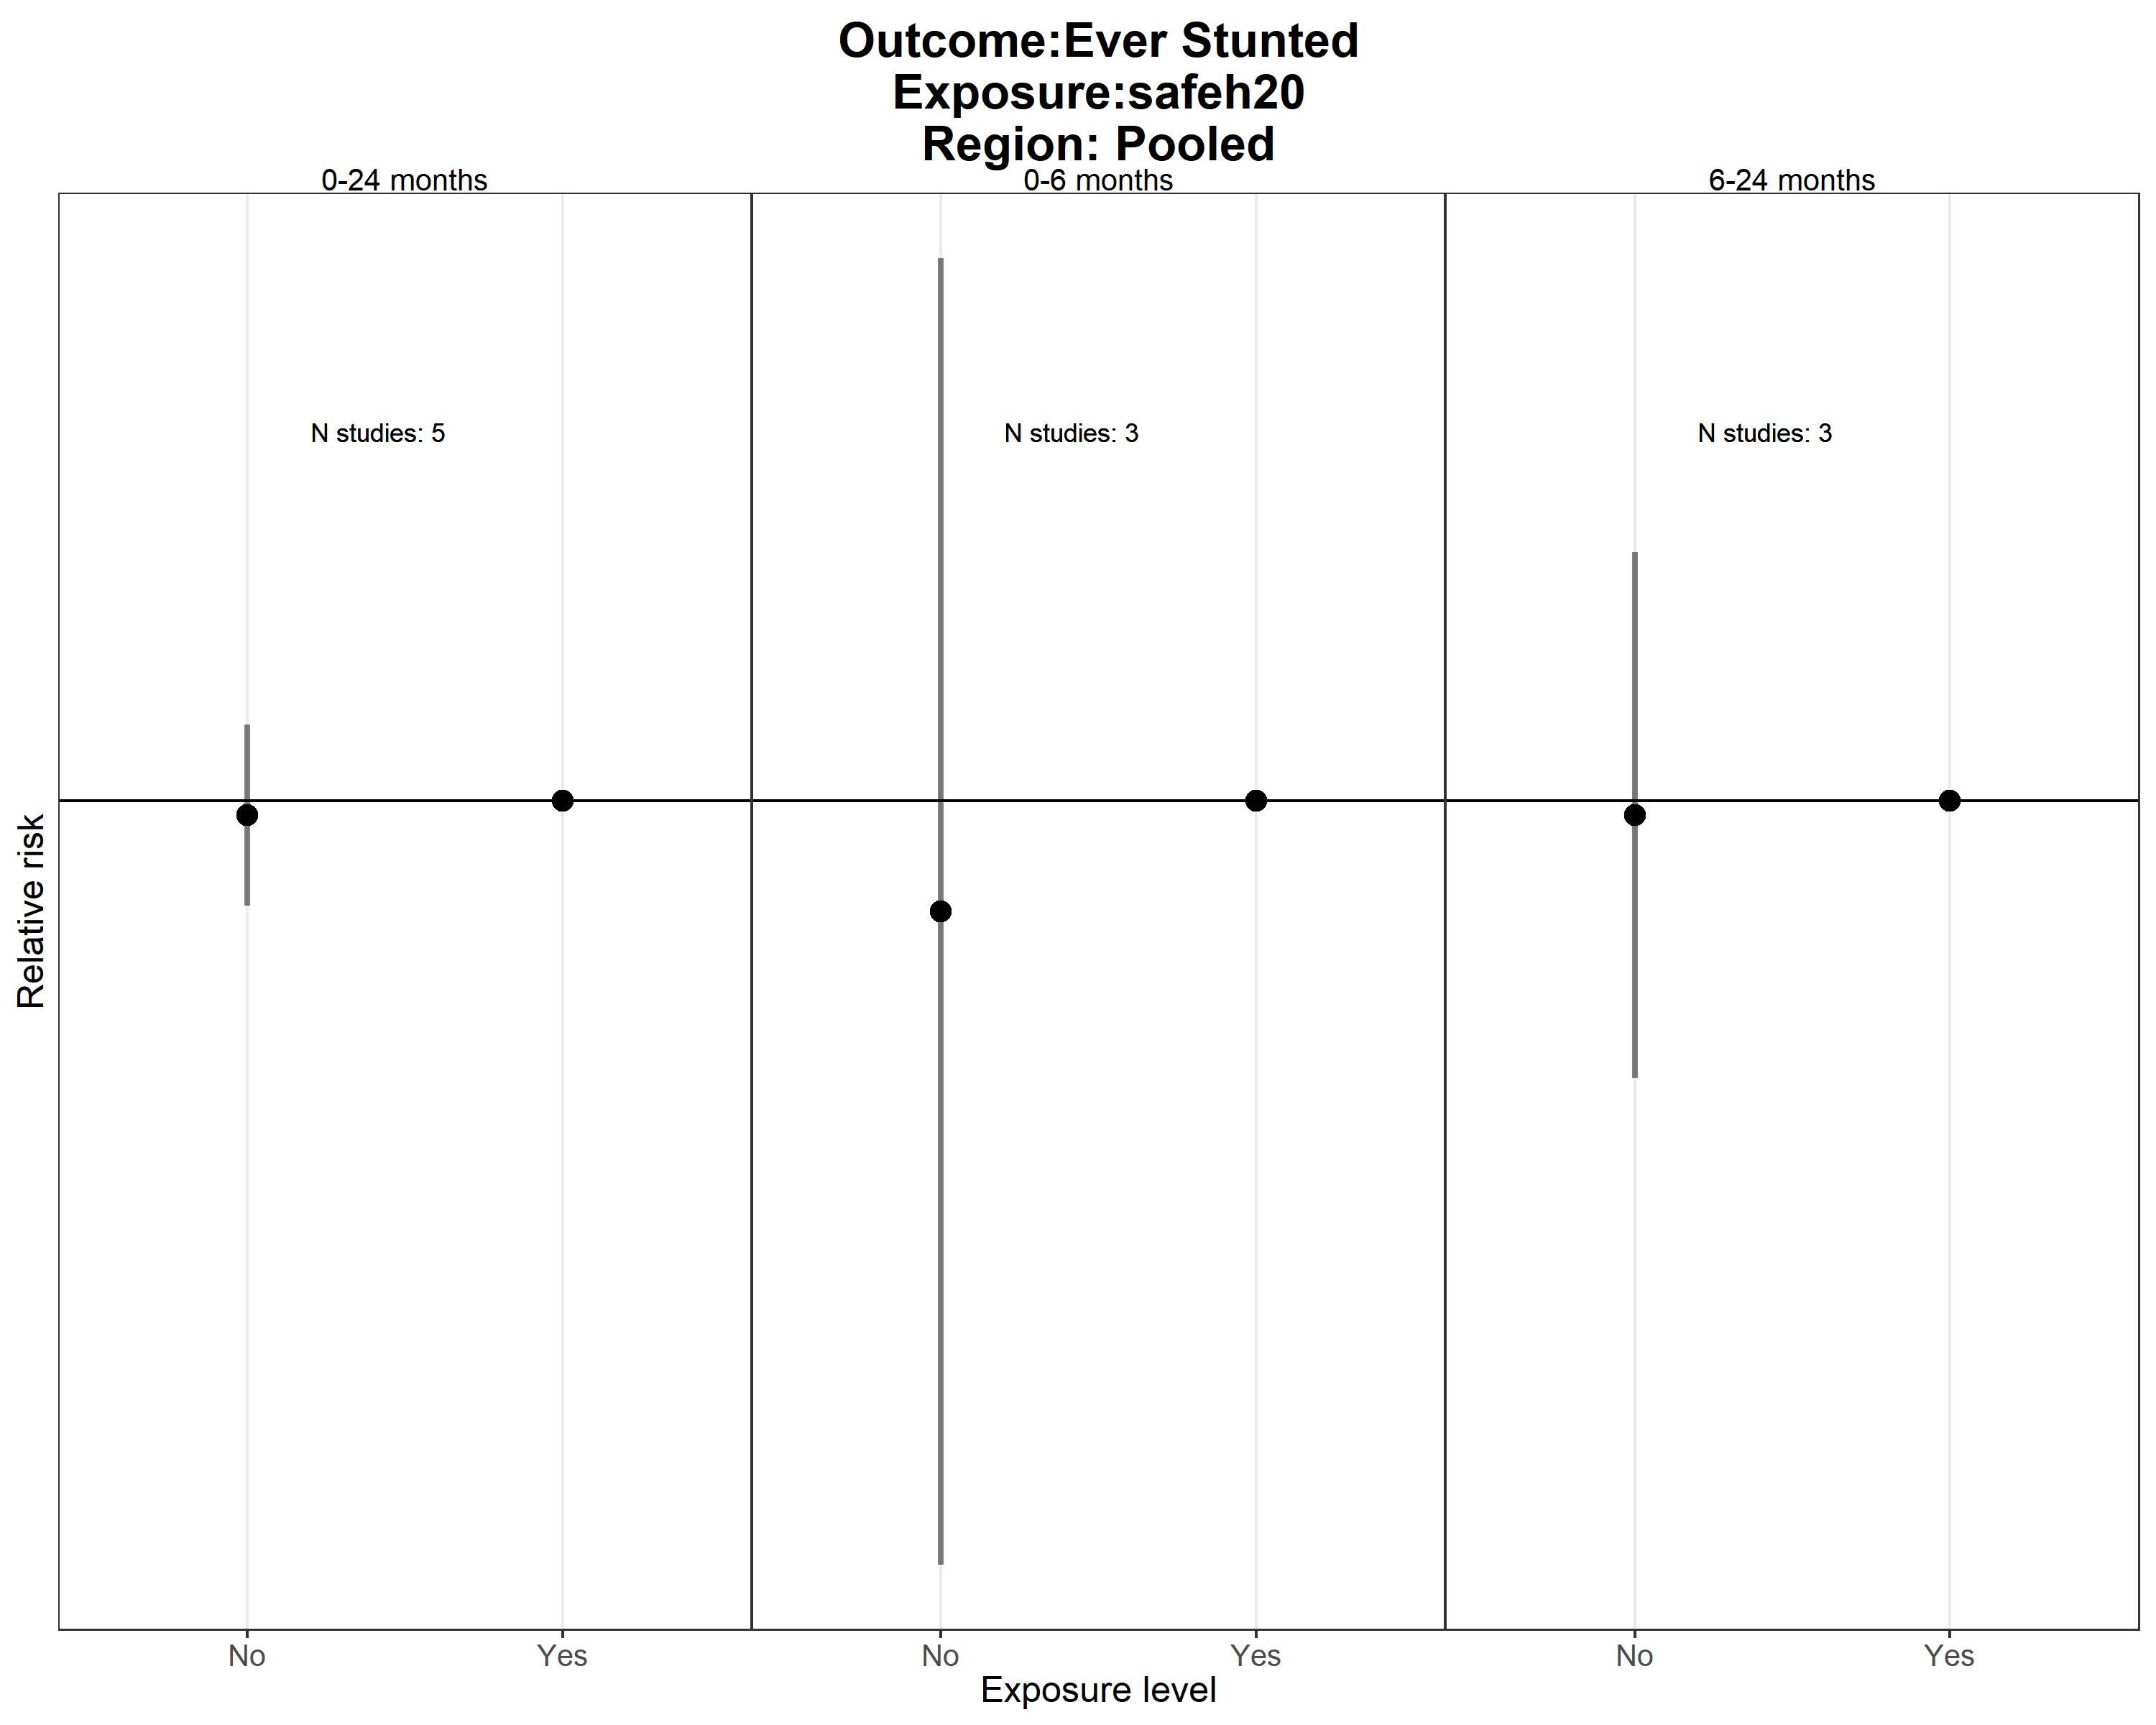 Outcome:Ever Stunted
Exposure:safeh20
Region: Pooled
0-24 months
0-6 months
6-24 months
N studies: 5
N studies: 3
N studies: 3
Relative risk
No
Yes
No
Yes
No
Yes
Exposure level